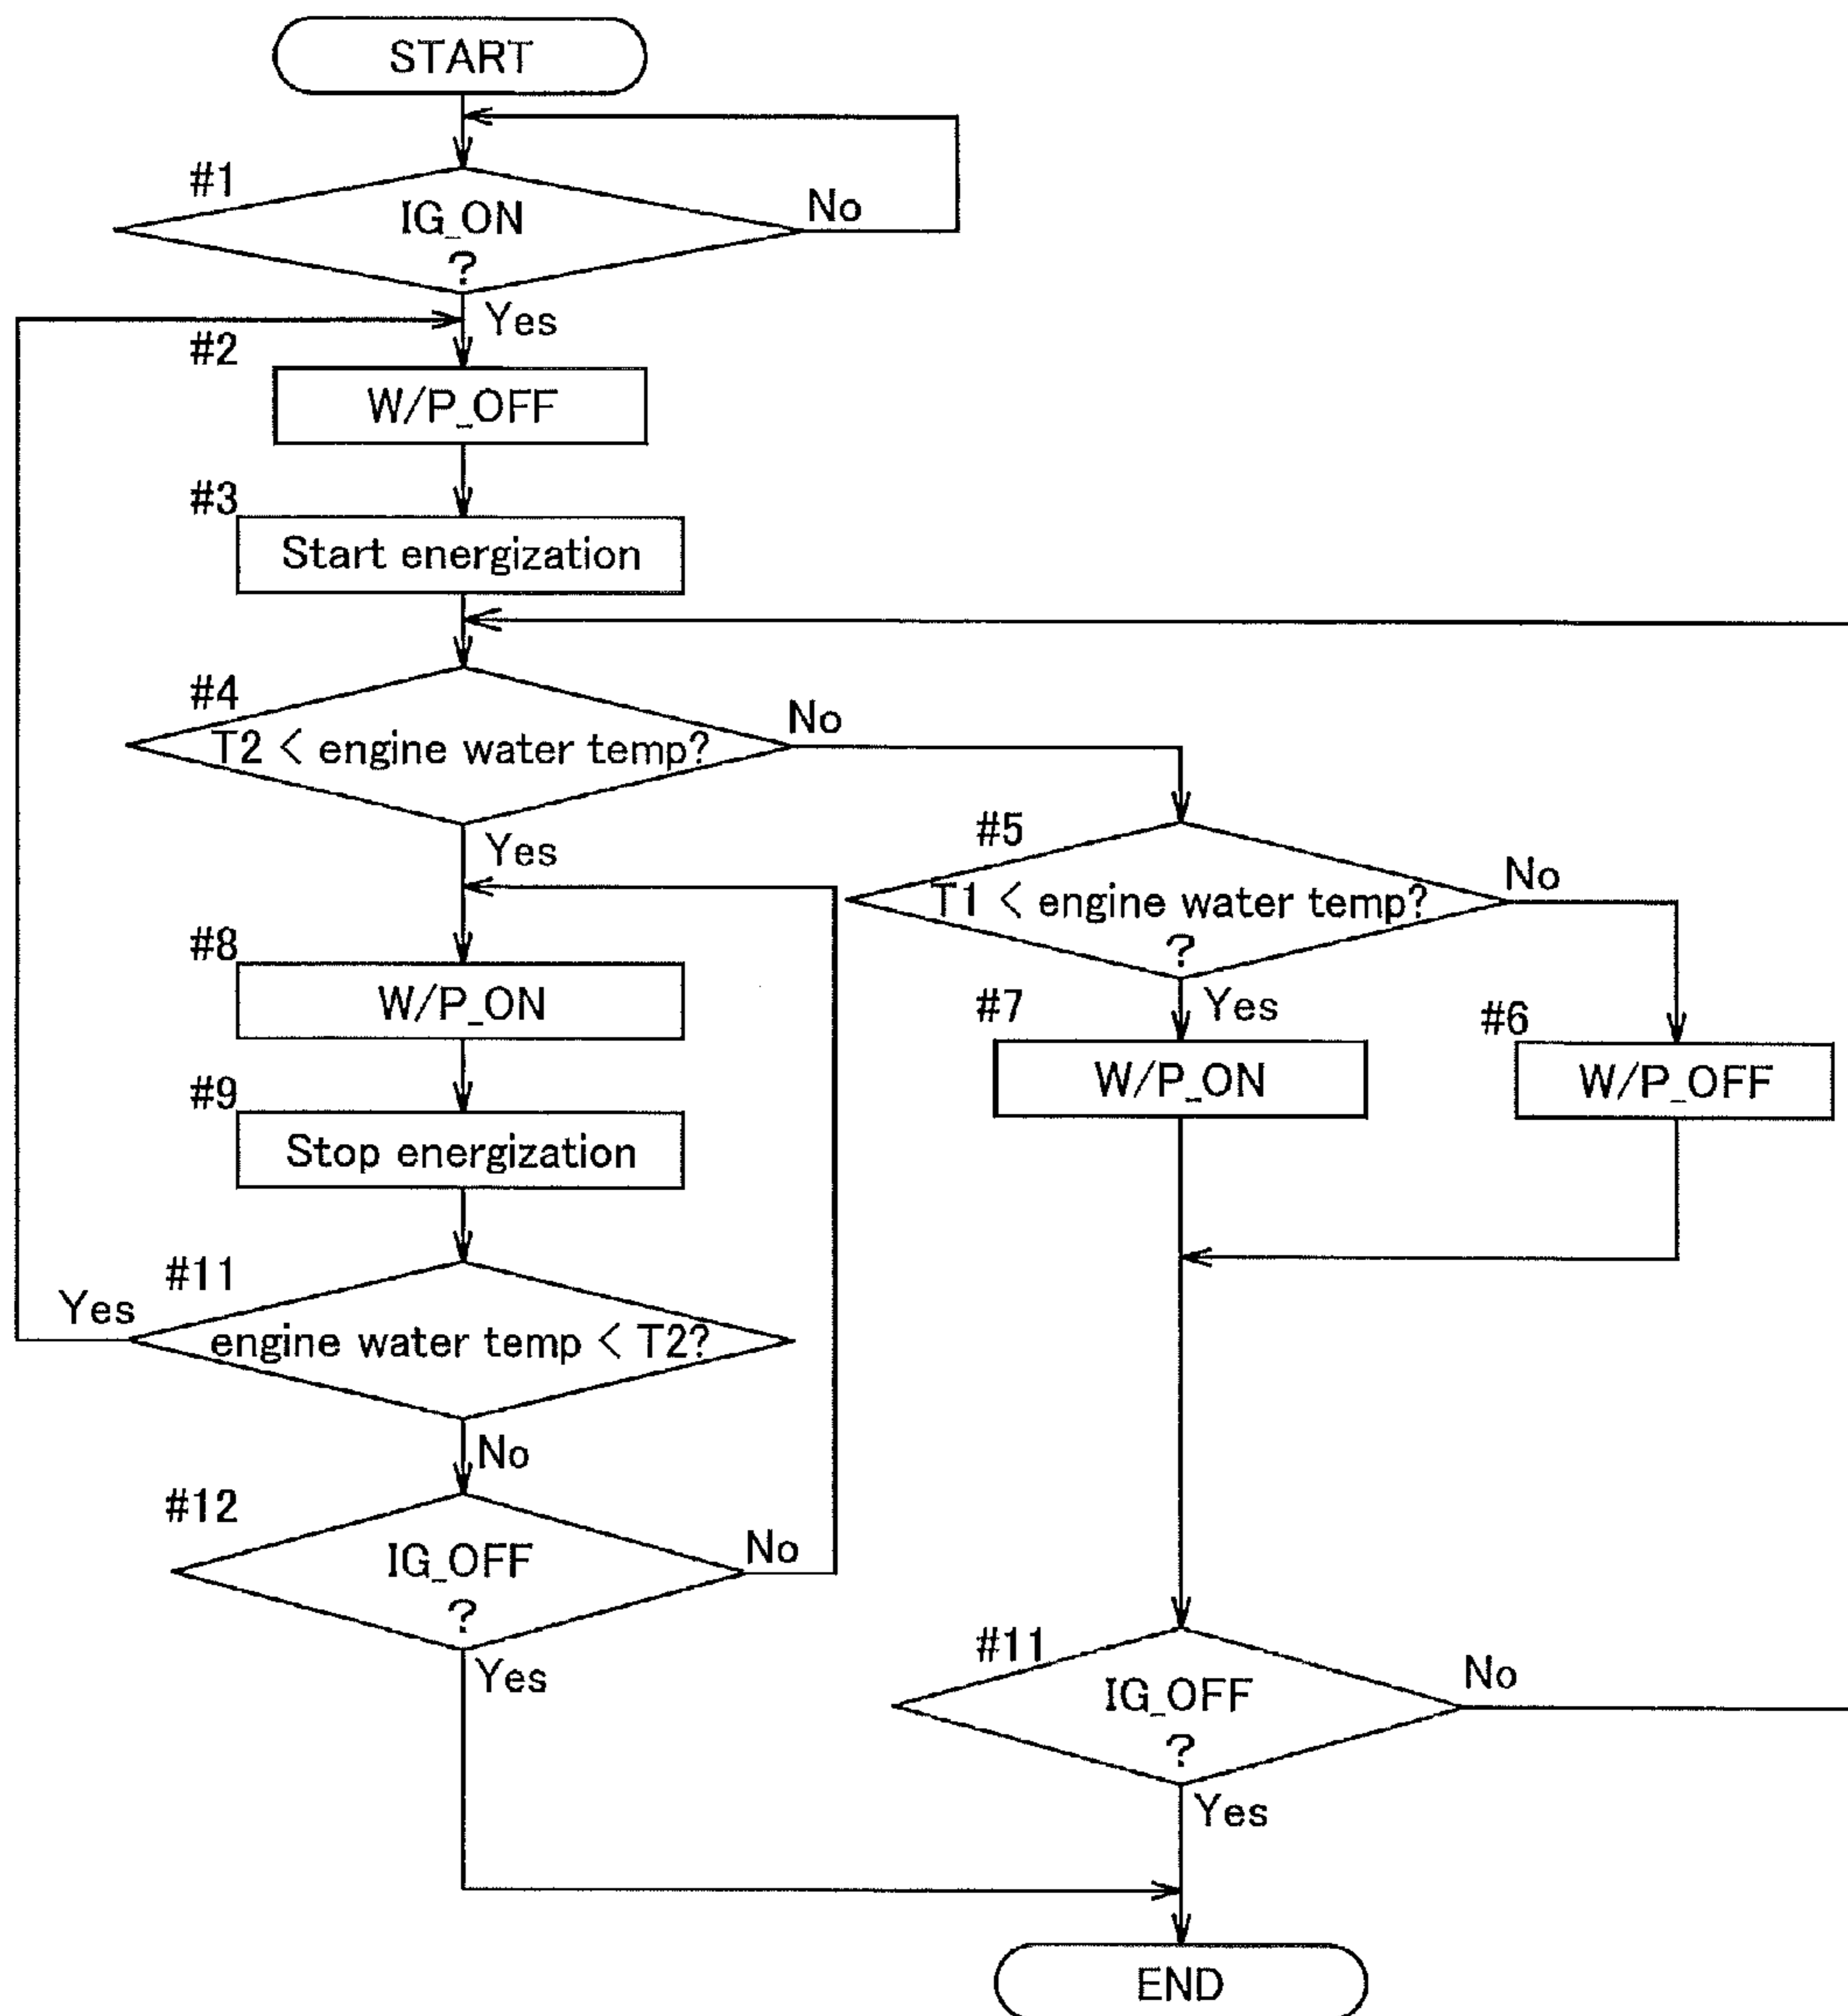 START
#1
IG_ON
?
No
Yes
#2
W/P_OFF
#3
Start energization
#4
T2 < engine water temp?
No
Yes
#5
T1 < engine water temp?
?
No
Yes
#8
W/P_ON
#7
W/P_ON
#6
W/P_OFF
#9
Stop energization
#11
Yes
engine water temp < T2?
No
#12
IG_OFF
?
No
Yes
#11
IG_OFF
?
No
Yes
END